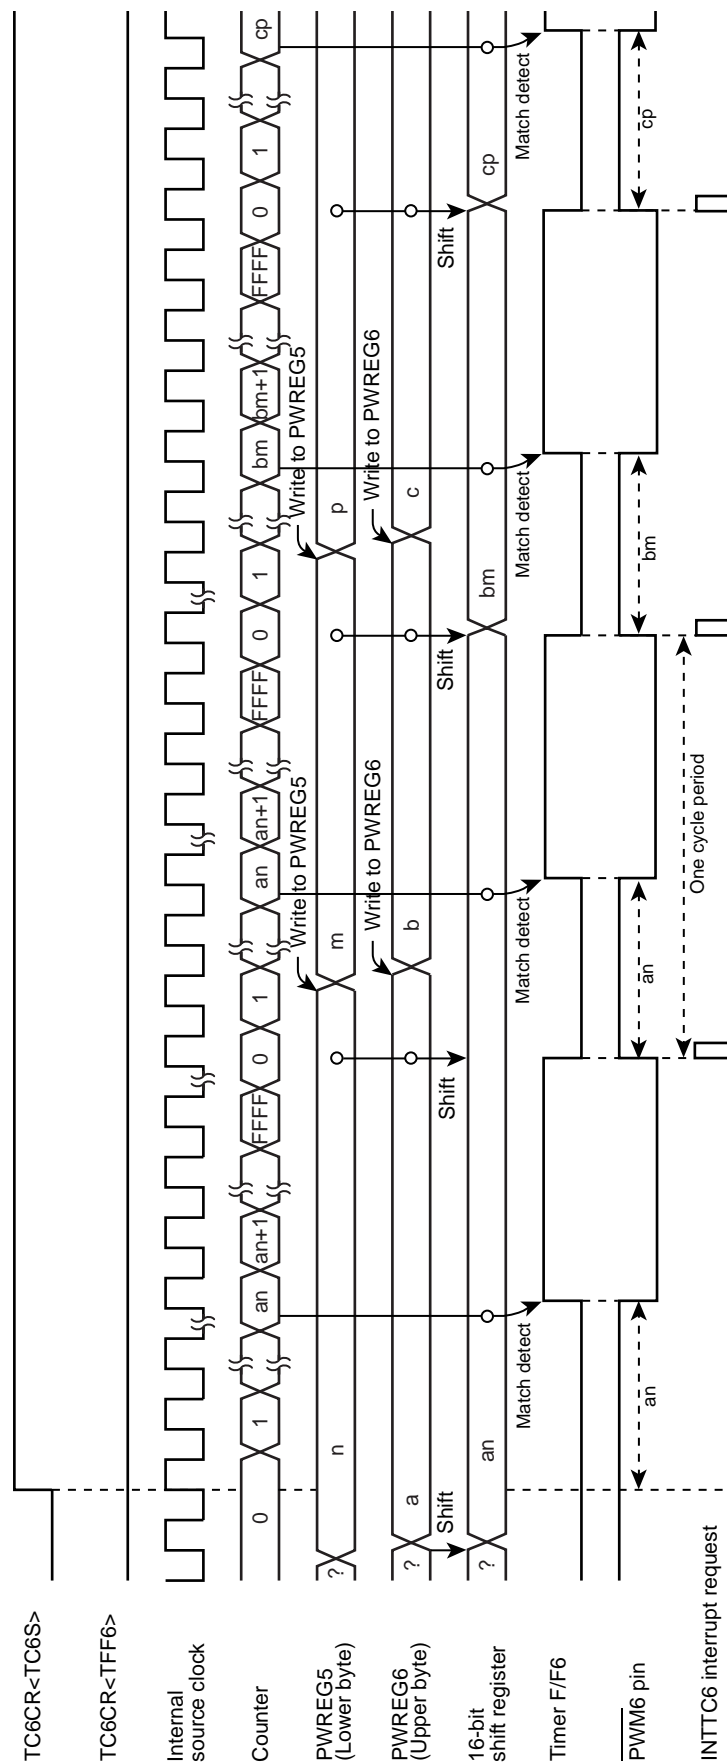 TC6CR<TC6S>
TC6CR<TFF6>
Internal
source clock
Counter 0 1 an an+1 FFFF 0 1 an an+1 FFFF 0 1 bm bm+1 FFFF 0 1 cp
Write to PWREG5 Write to PWREG5
PWREG5
(Lower byte) ? n m p
Write to PWREG6 Write to PWREG6
PWREG6
(Upper byte) ? a b c
Shift Shift Shift Shift
16-bit
shift register ? an bm cp
Match detect Match detect Match detect Match detect
Timer F/F6
PWM6 pin
an an bm cp
One cycle period
INTTC6 interrupt request